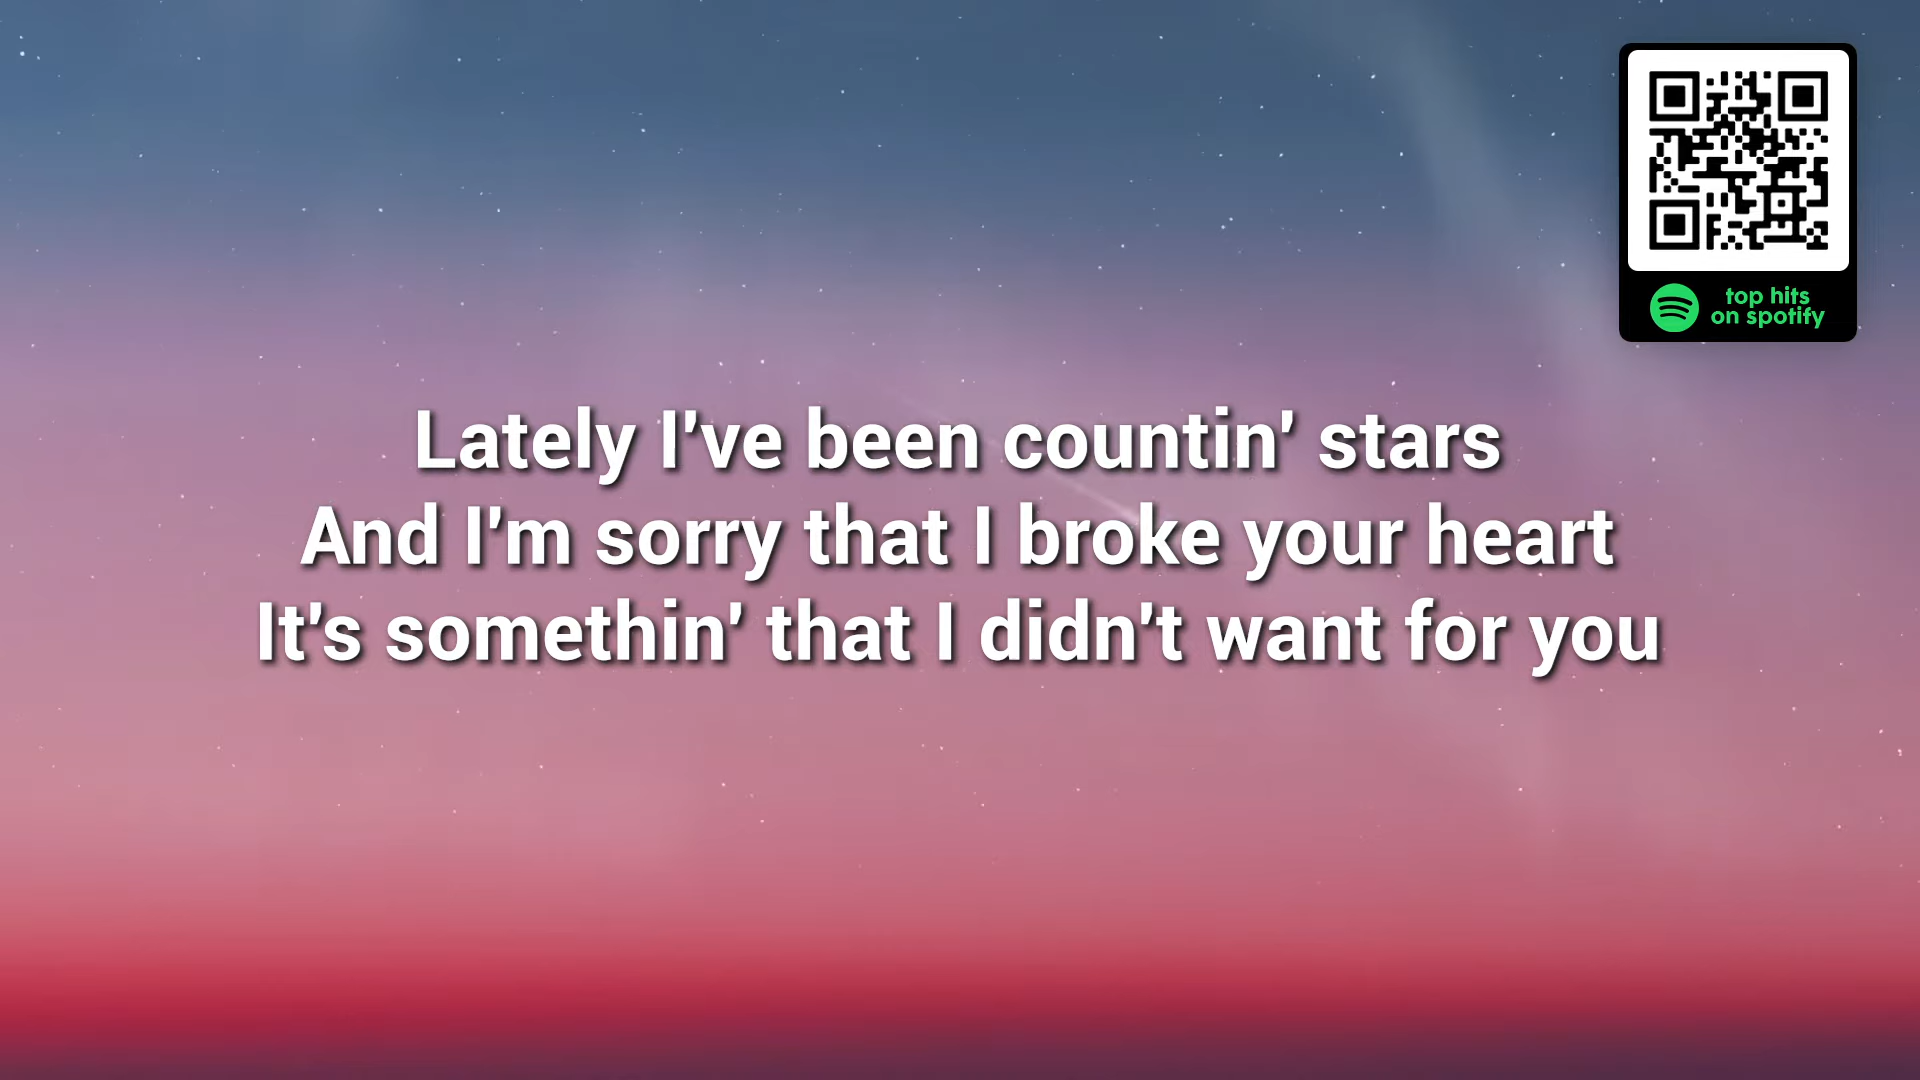 top hits
on spotify
Lately I've been countin' stars
And I'm sorry that I broke your heart
It's somethin' that I didn't want for you